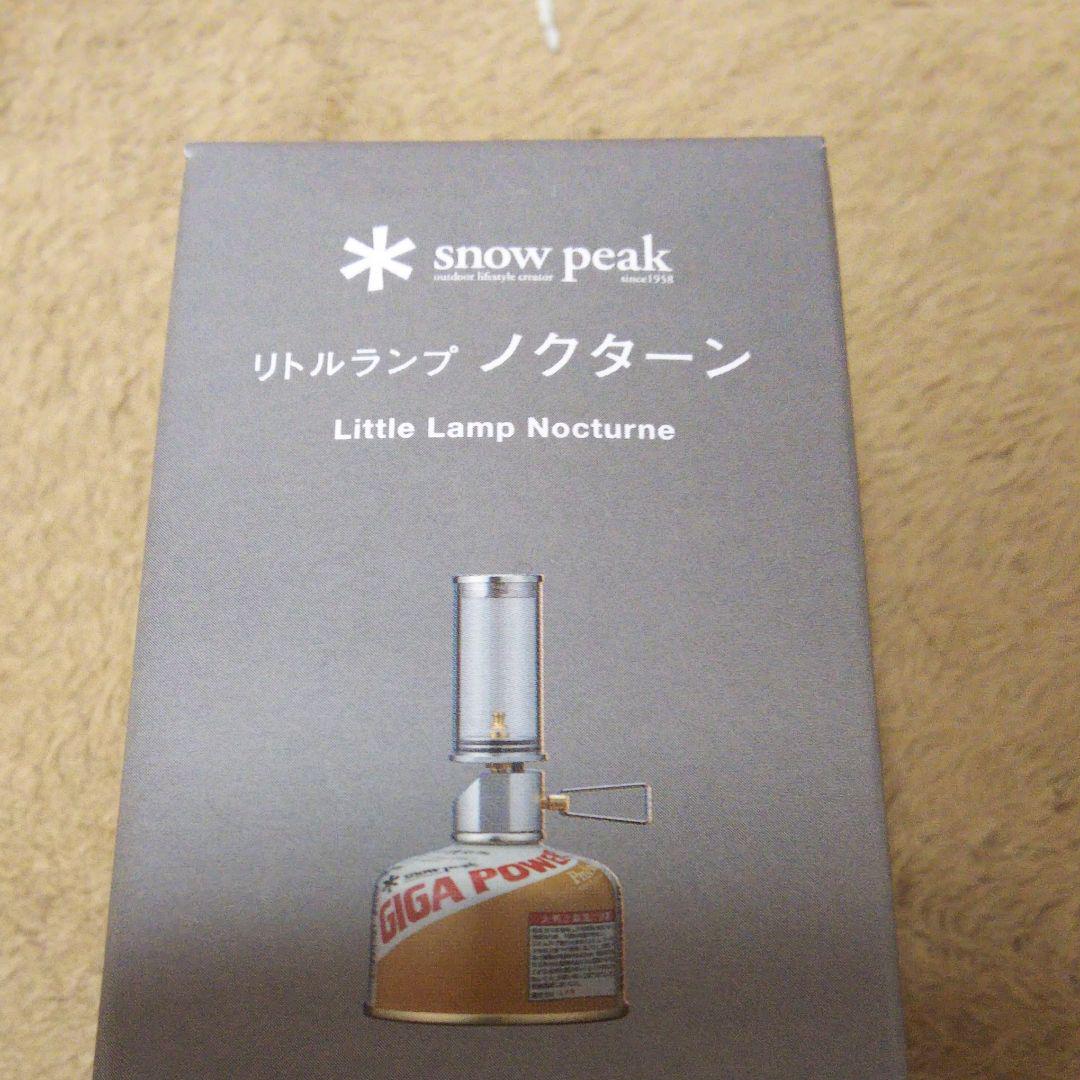 snow peak
outdoor lifestyle creator since1958
リトルランプ ノクターン
Little Lamp Nocturne
snow peak
GIGA POWE